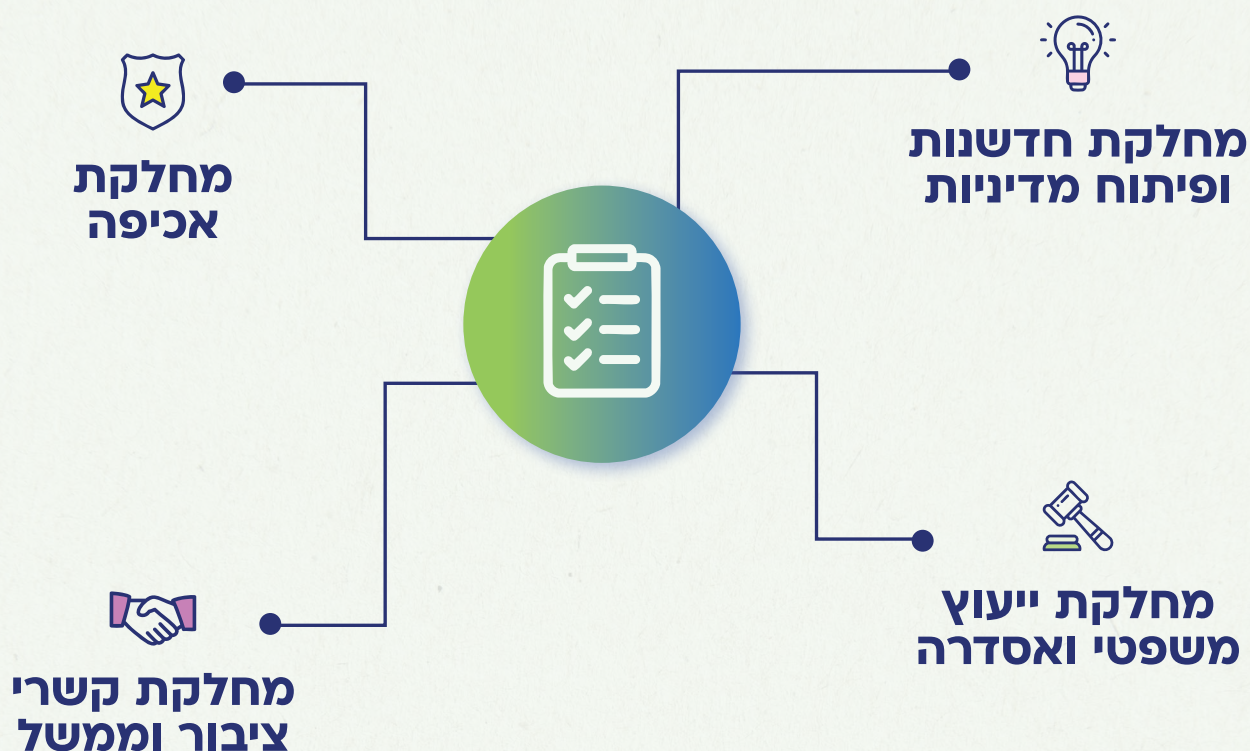 מחלקת חדשנות
ופיתוח מדיניות
מחלקת
אכיפה
מחלקת ייעוץ
משפטי ואסדרה
מחלקת קשרי
ציבור וממשל